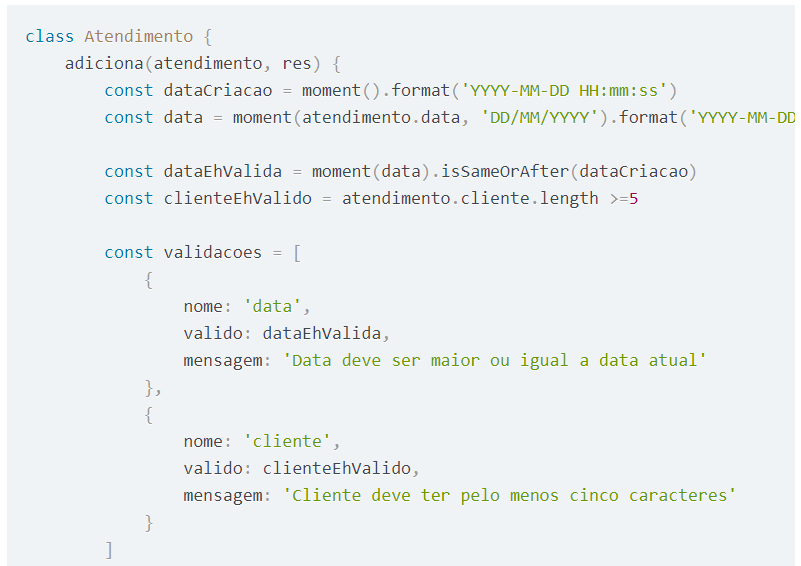 class Atendimento {
    adiciona(atendimento, res) {
        const dataCriacao = moment().format('YYYY-MM-DD HH:mm:ss')
        const data = moment(atendimento.data, 'DD/MM/YYYY').format('YYYY-MM-DD
        const dataEhValida = moment(data).isSameOrAfter(dataCriacao)
        const clienteEhValido = atendimento.cliente.length >=5
        const validacoes = [
            {
                nome: 'data',
                valido: dataEhValida,
                mensagem: 'Data deve ser maior ou igual a data atual'
            },
            {
                nome: 'cliente',
                valido: clienteEhValido,
                mensagem: 'Cliente deve ter pelo menos cinco caracteres'
            }
        ]